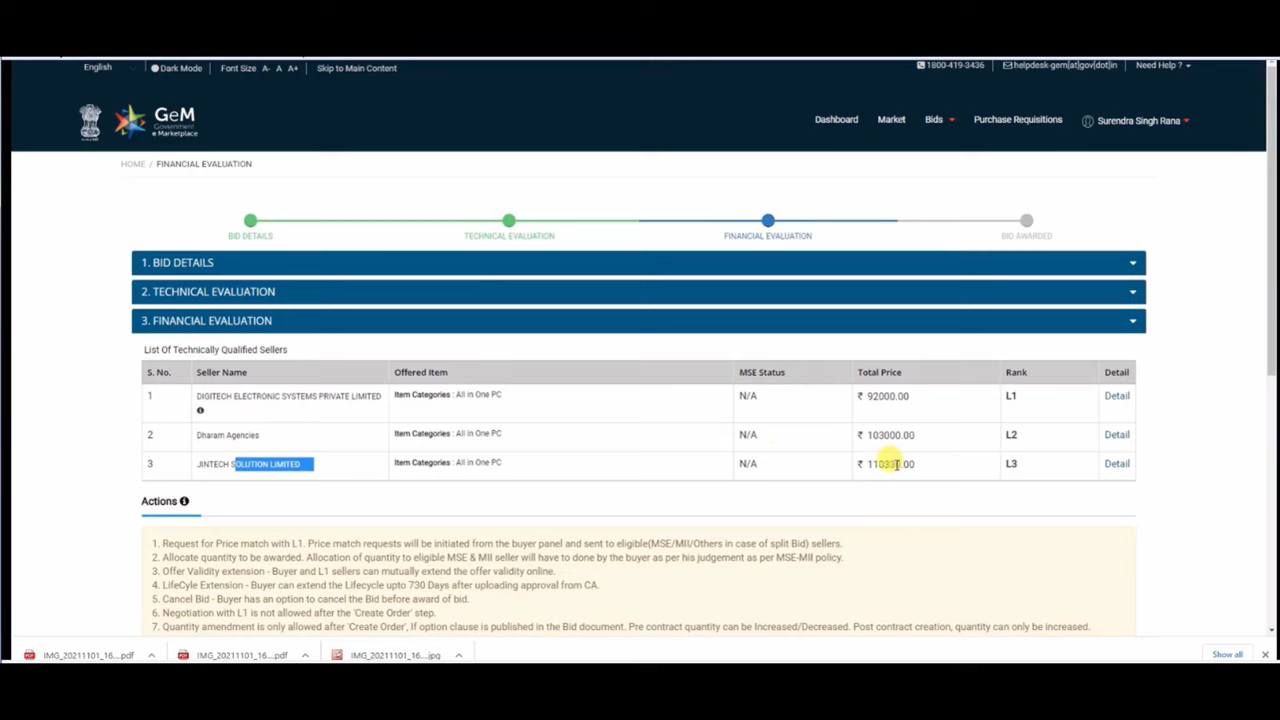 English
Dark Mode Font Size A- A A+ Skip to Main Content
1800-419-3436 helpdesk-gem[at]gov[dot]in Need Help ?
GeM
Government
e Marketplace
Dashboard Market Bids Purchase Requisitions Surendra Singh Rana
HOME / FINANCIAL EVALUATION
BID DETAILS TECHNICAL EVALUATION FINANCIAL EVALUATION BID AWARDED
1. BID DETAILS
2. TECHNICAL EVALUATION
3. FINANCIAL EVALUATION
List Of Technically Qualified Sellers
S. No. Seller Name Offered Item MSE Status Total Price Rank Detail
1 DIGITECH ELECTRONIC SYSTEMS PRIVATE LIMITED Item Categories : All in One PC N/A ₹ 92000.00 L1 Detail
2 Dharam Agencies Item Categories : All in One PC N/A ₹ 103000.00 L2 Detail
3 JINTECH SOLUTION LIMITED Item Categories : All in One PC N/A ₹ 110330.00 L3 Detail
Actions
1. Request for Price match with L1. Price match requests will be initiated from the buyer panel and sent to eligible(MSE/MII/Others in case of split Bid) sellers.
2. Allocate quantity to be awarded. Allocation of quantity to eligible MSE & MII seller will have to done by the buyer as per his judgement as per MSE-MII policy.
3. Offer Validity extension - Buyer and L1 sellers can mutually extend the offer validity online.
4. LifeCyle Extension - Buyer can extend the Lifecycle upto 730 Days after uploading approval from CA.
5. Cancel Bid - Buyer has an option to cancel the Bid before award of bid.
6. Negotiation with L1 is not allowed after the 'Create Order' step.
7. Quantity amendment is only allowed after 'Create Order', If option clause is published in the Bid document. Pre contract quantity can be Increased/Decreased. Post contract creation, quantity can only be increased.
IMG_20211101_16....pdf IMG_20211101_16....pdf IMG_20211101_16....jpg Show all